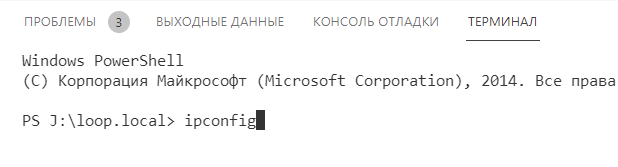 ПРОБЛЕМЫ 3 ВЫХОДНЫЕ ДАННЫЕ КОНСОЛЬ ОТЛАДКИ ТЕРМИНАЛ
Windows PowerShell
(C) Корпорация Майкрософт (Microsoft Corporation), 2014. Все права
PS J:\loop.local> ipconfig